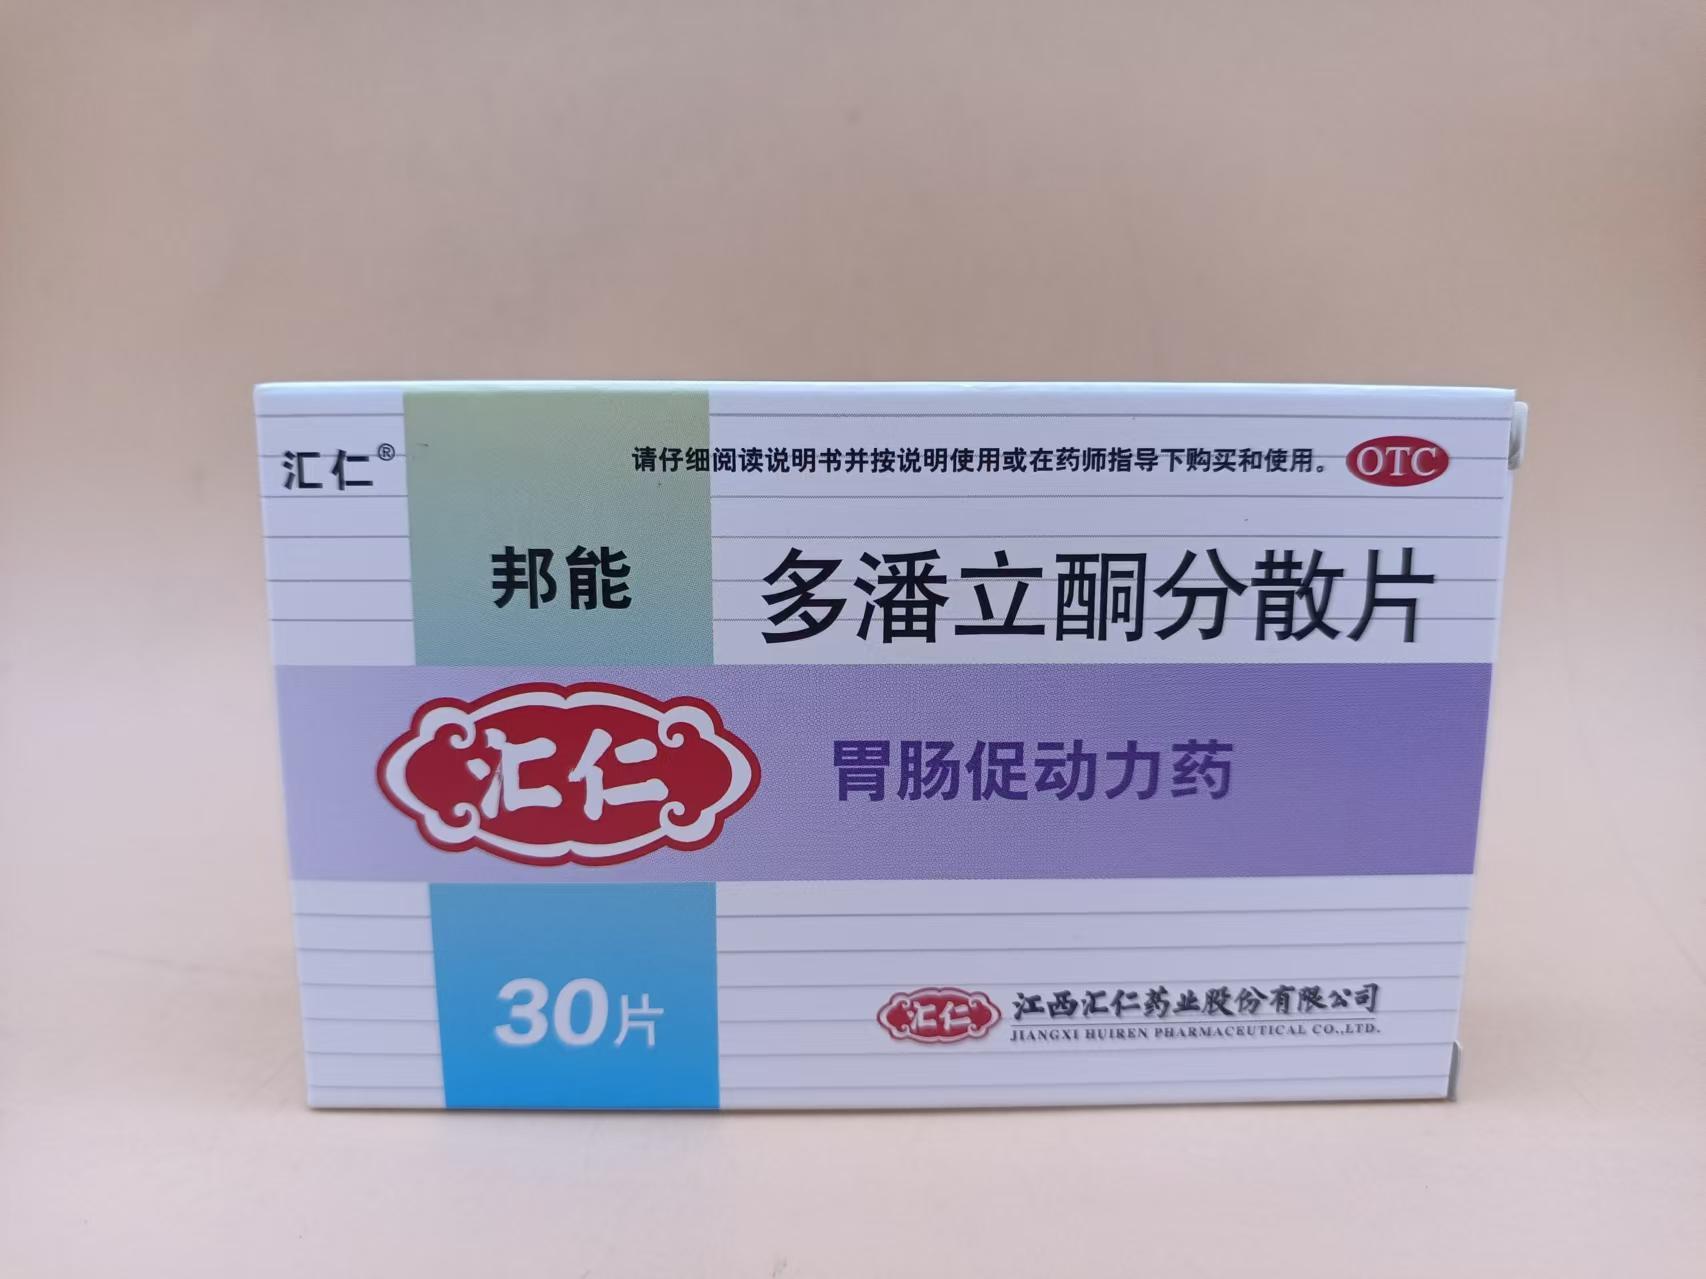 汇仁®
请仔细阅读说明书并按说明使用或在药师指导下购买和使用。 OTC
邦能 多潘立酮分散片
汇仁 胃肠促动力药
30片
汇仁 江西汇仁药业股份有限公司
JIANGXI HUIREN PHARMACEUTICAL CO.,LTD.